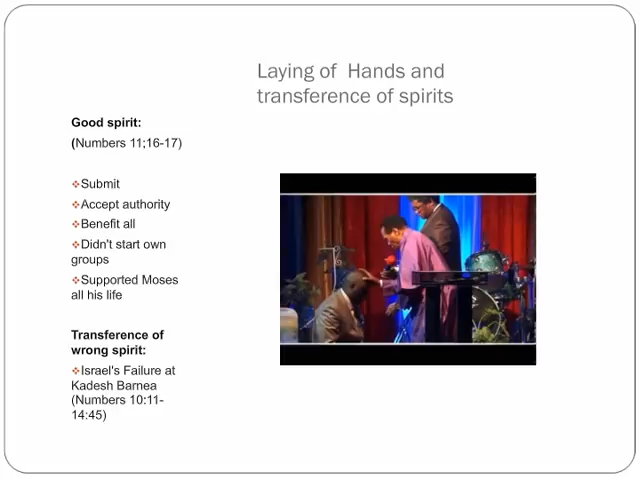 Laying of Hands and
transference of spirits
Good spirit:
(Numbers 11;16-17)
Submit
Accept authority
Benefit all
Didn't start own
groups
Supported Moses
all his life
Transference of
wrong spirit:
Israel's Failure at
Kadesh Barnea
(Numbers 10:11-
14:45)